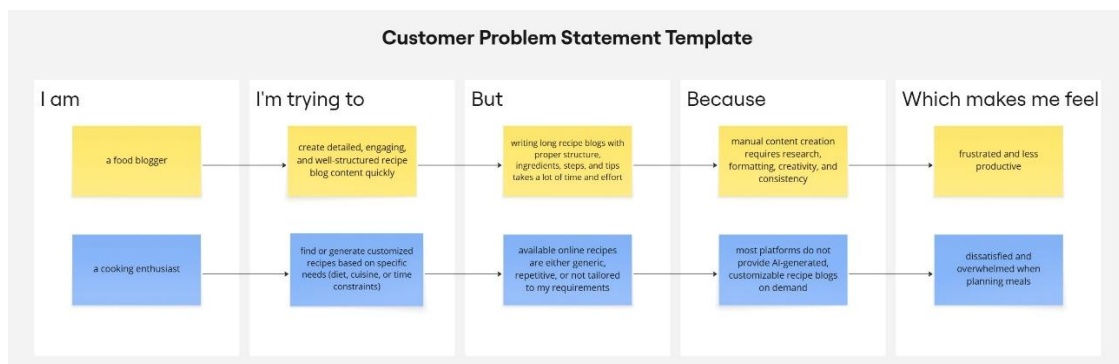 Customer Problem Statement Template
I am
I'm trying to
But
Because
Which makes me feel
a food blogger
create detailed, engaging,
and well-structured recipe
blog content quickly
writing long recipe blogs with
proper structure,
ingredients, steps, and tips
takes a lot of time and effort
manual content creation
requires research,
formatting, creativity, and
consistency
frustrated and less
productive
a cooking enthusiast
find or generate customized
recipes based on specific
needs (diet, cuisine, or time
constraints)
available online recipes
are either generic,
repetitive, or not tailored
to my requirements
most platforms do not
provide AI-generated,
customizable recipe blogs
on demand
dissatisfied and
overwhelmed when
planning meals